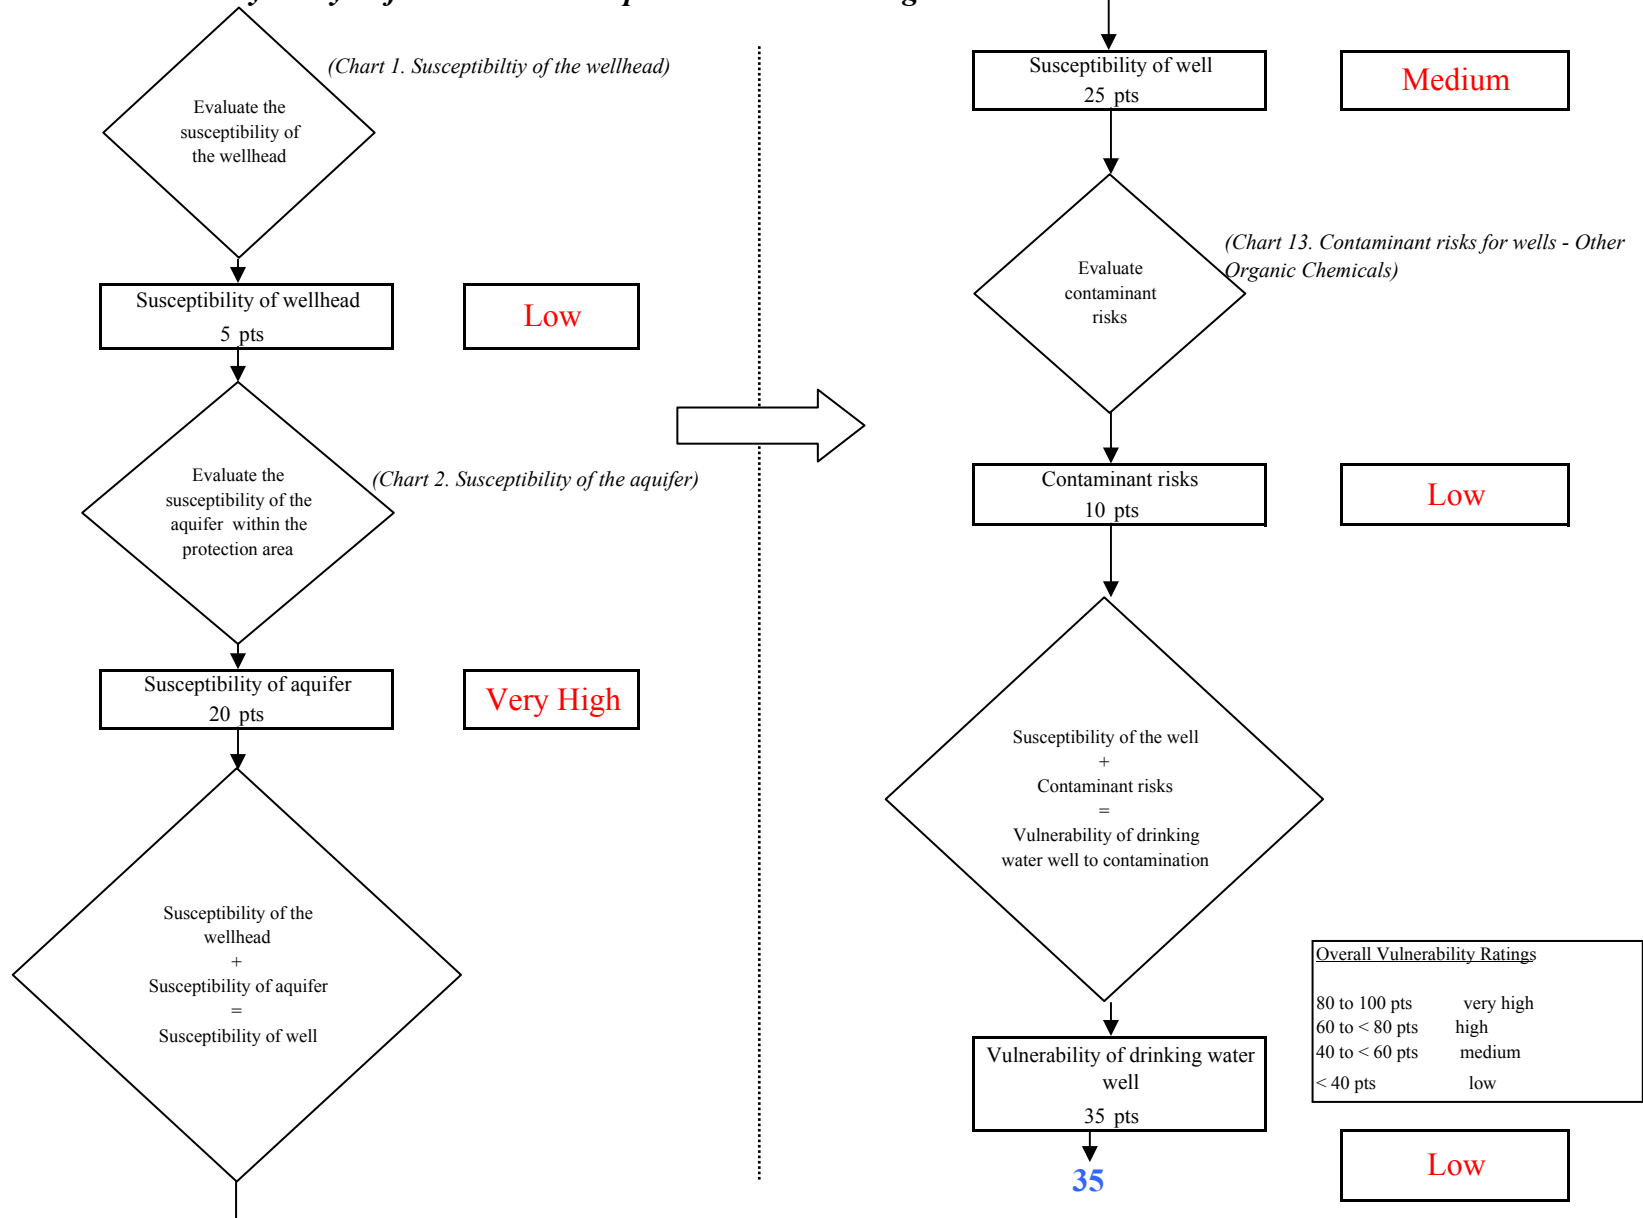 (Chart 1. Susceptibiltiy of the wellhead)
Evaluate the
susceptibility of
the wellhead
Susceptibility of wellhead
5 pts
Low
Evaluate the
susceptibility of the
aquifer within the
protection area
(Chart 2. Susceptibility of the aquifer)
Susceptibility of aquifer
20 pts
Very High
Susceptibility of the
wellhead
+
Susceptibility of aquifer
=
Susceptibility of well
Susceptibility of well
25 pts
Medium
(Chart 13. Contaminant risks for wells - Other
Organic Chemicals)
Evaluate
contaminant
risks
Contaminant risks
10 pts
Low
Susceptibility of the well
+
Contaminant risks
=
Vulnerability of drinking
water well to contamination
Overall Vulnerability Ratings
80 to 100 pts very high
60 to < 80 pts high
40 to < 60 pts medium
< 40 pts low
Vulnerability of drinking water
well
35 pts
35
Low